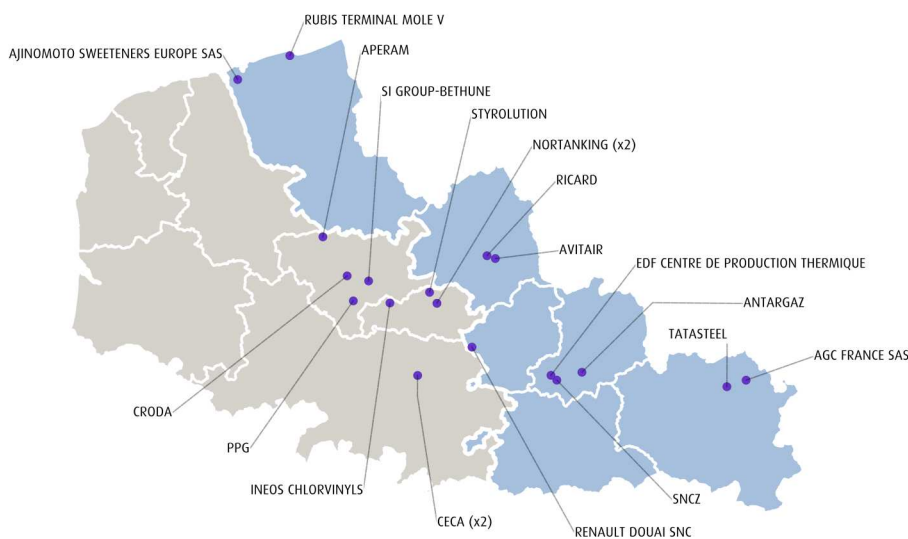 RUBIS TERMINAL MOLE V
AJINOMOTO SWEETENERS EUROPE SAS
APERAM
SI GROUP-BETHUNE
STYROLUTION
NORTANKING (x2)
RICARD
AVITAIR
EDF CENTRE DE PRODUCTION THERMIQUE
ANTARGAZ
TATASTEEL
AGC FRANCE SAS
CRODA
PPG
INEOS CHLORVINYLS
SNCZ
CECA (x2)
RENAULT DOUAI SNC